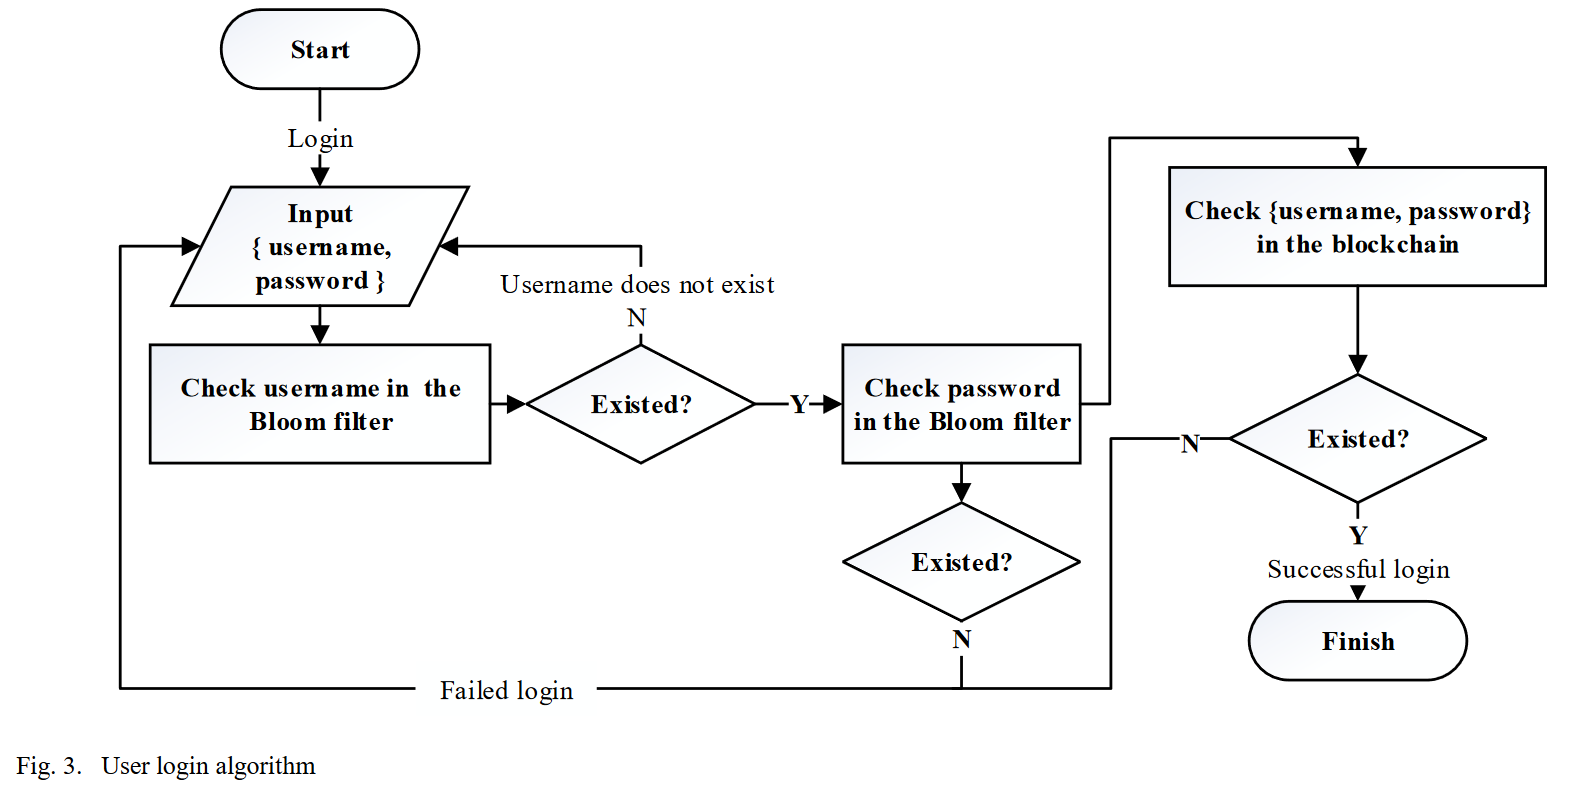 Start
Login
Input
{ username,
password }
Username does not exist
N
Check username in the
Bloom filter
Existed?
Y
Check password
in the Bloom filter
Existed?
N
Failed login
Check {username, password}
in the blockchain
Existed?
N
Y
Successful login
Finish
Fig. 3. User login algorithm